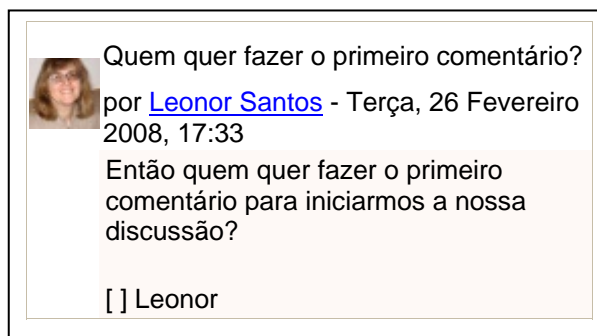 Quem quer fazer o primeiro comentário?
por Leonor Santos - Terça, 26 Fevereiro
2008, 17:33
Então quem quer fazer o primeiro
comentário para iniciarmos a nossa
discussão?
[ ] Leonor